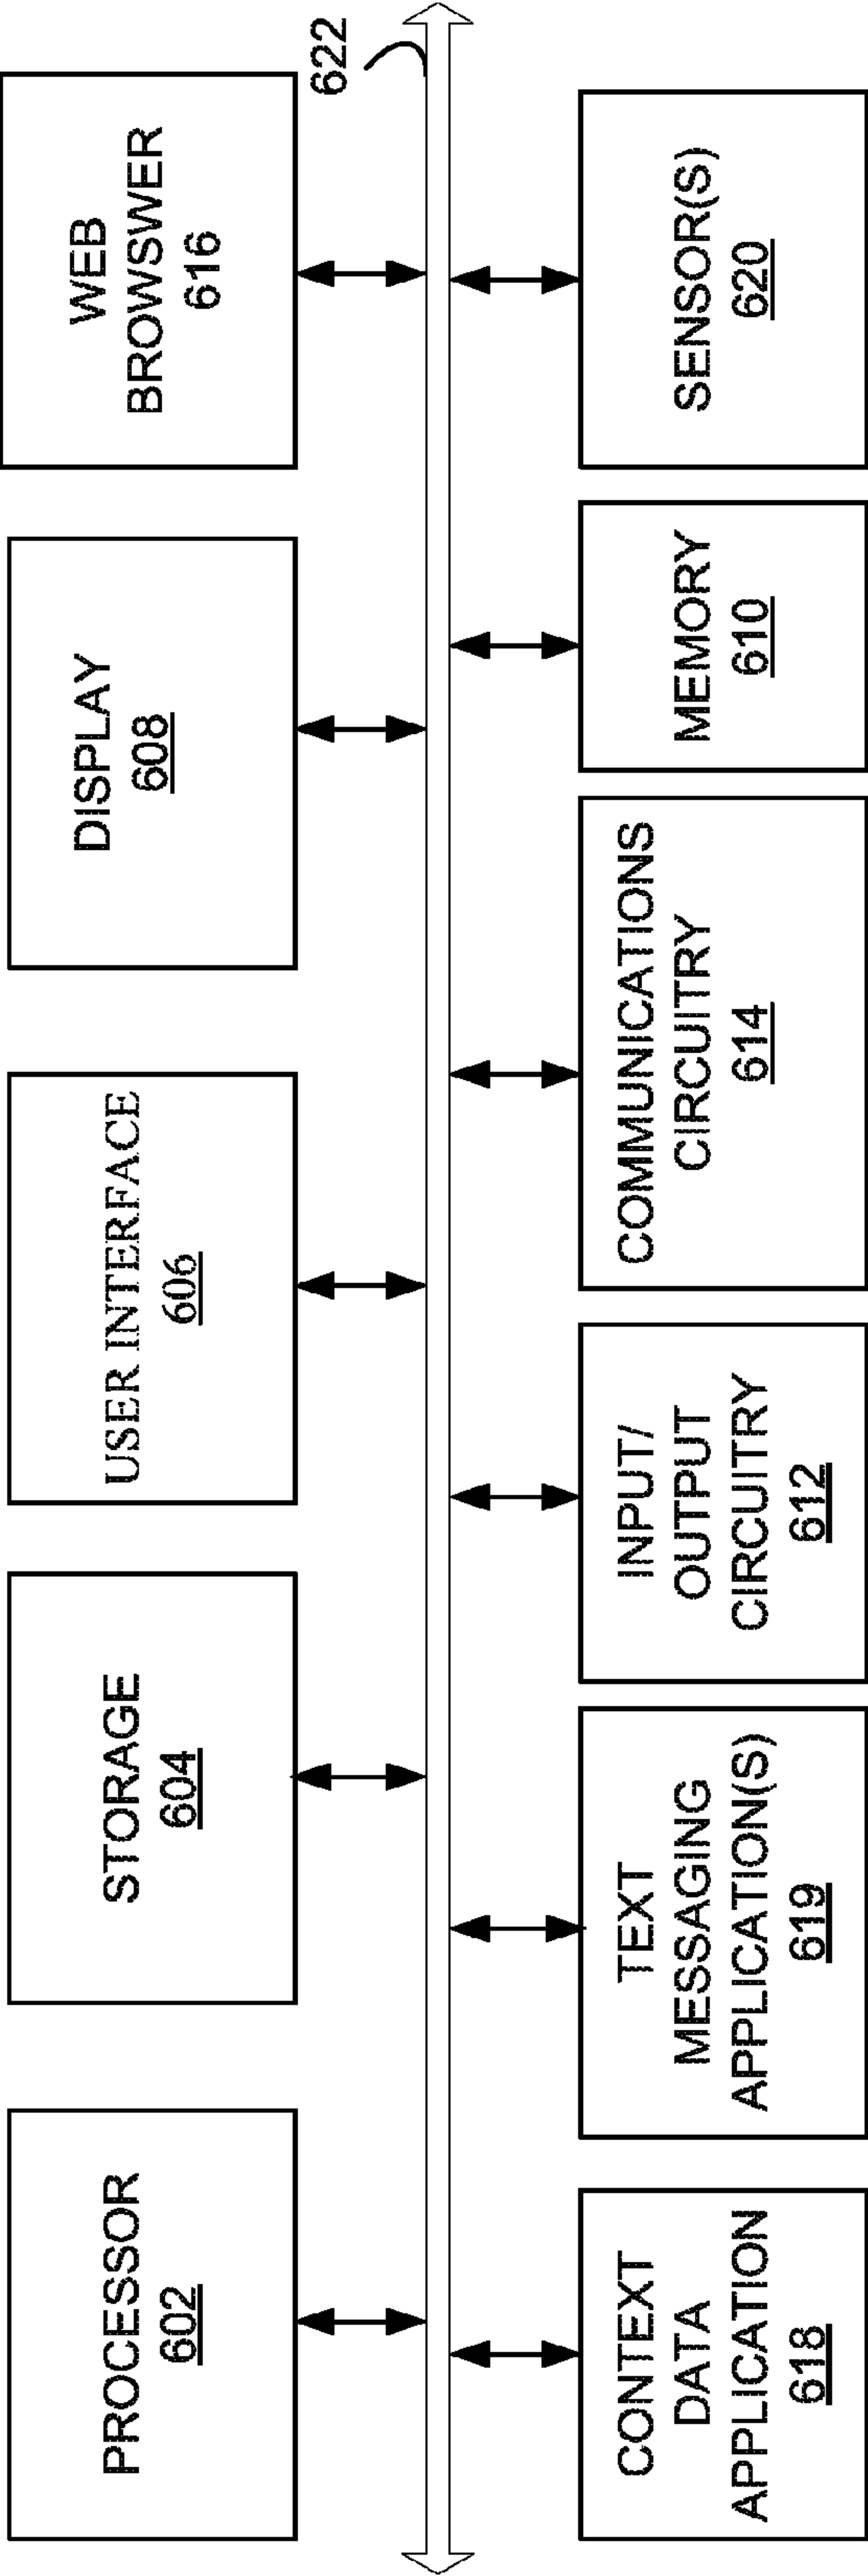 PROCESSOR
602
STORAGE
604
USER INTERFACE
606
DISPLAY
608
WEB
BROWSWER
616
622
CONTEXT
DATA
APPLICATION
618
TEXT
MESSAGING
APPLICATION(S)
619
INPUT/
OUTPUT
CIRCUITRY
612
COMMUNICATIONS
CIRCUITRY
614
MEMORY
610
SENSOR(S)
620